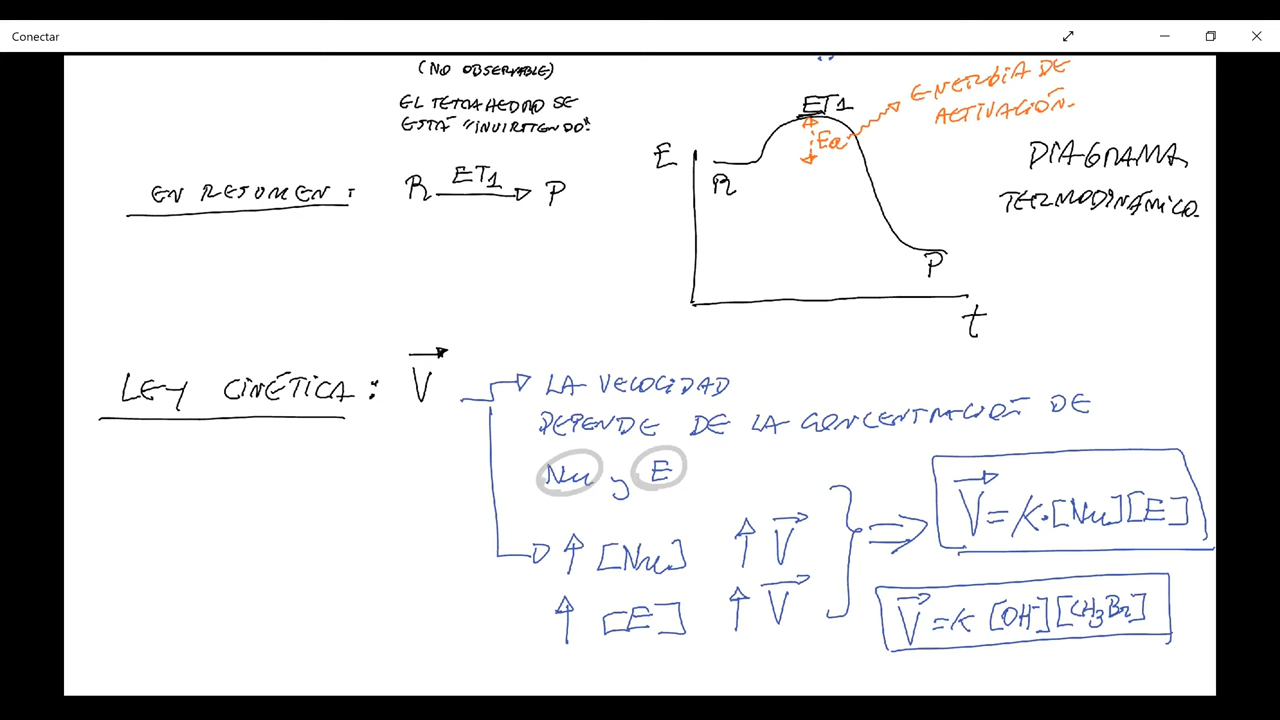 Conectar
(NO OBSERVABLE)
EL TETRAHEDRO SE
ESTÁ "INVIRTIENDO"
EN RESUMEN:
R ET1 P
E
R
ET1
Ea
ENERGÍA DE
ACTIVACIÓN
P
t
DIAGRAMA
TERMODINÁMICO.
LEY CINÉTICA: V
LA VELOCIDAD
DEPENDE DE LA CONCENTRACIÓN DE
Nu y E
↑ [Nu] ↑ V
↑ [E] ↑ V
⇒ V = K·[Nu][E]
V = K [OH⁻][CH₃Br]